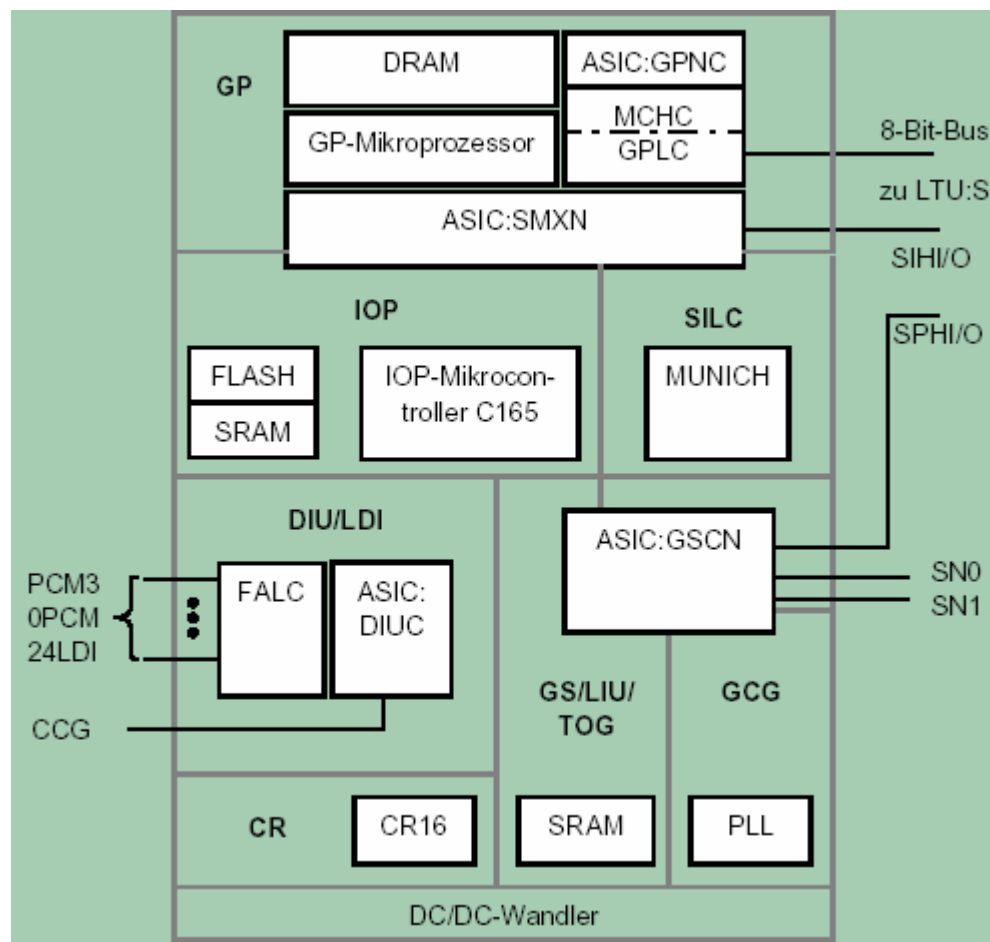 GP
DRAM
ASIC:GPNC
GP-Mikroprozessor
MCHC
GPLC
8-Bit-Bus
zu LTU:S
ASIC:SMXN
SIHI/O
IOP
SILC
SPHI/O
FLASH
SRAM
IOP-Mikrocon-
troller C165
MUNICH
DIU/LDI
ASIC:GSCN
PCM3
0PCM
24LDI
FALC
ASIC:
DIUC
SN0
SN1
GS/LIU/
TOG
GCG
CCG
CR
CR16
SRAM
PLL
DC/DC-Wandler